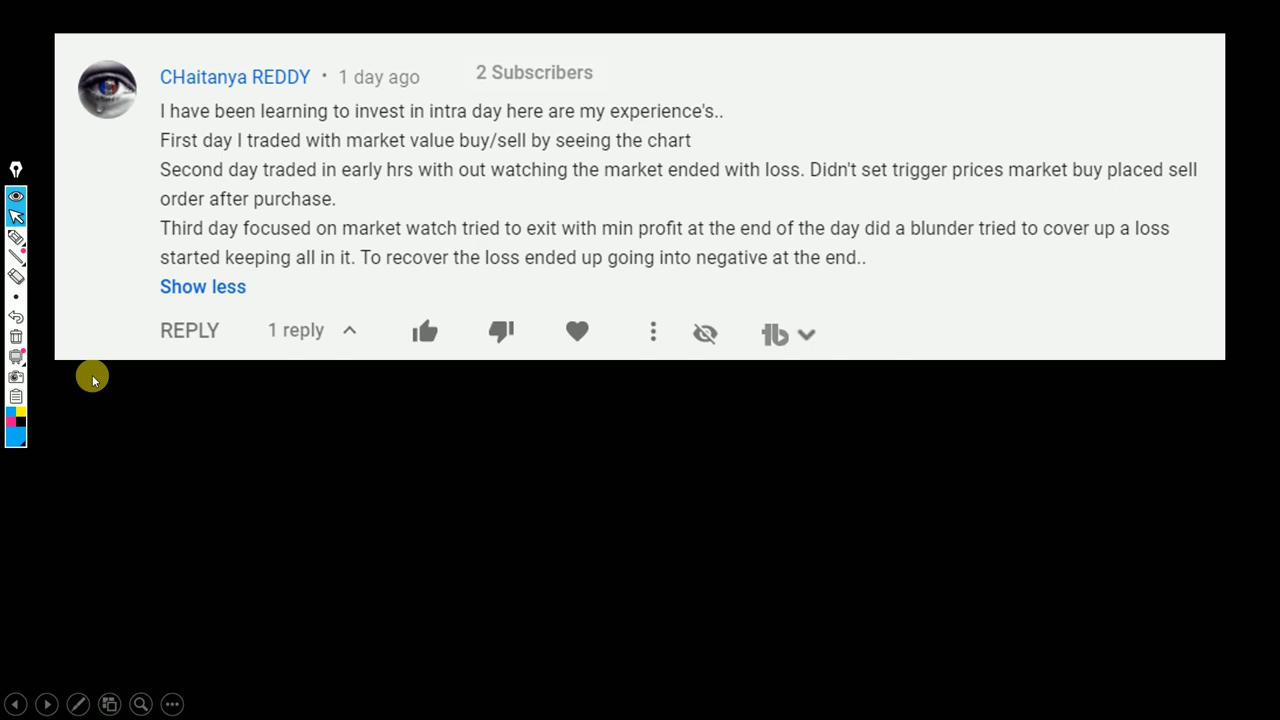 CHaitanya REDDY • 1 day ago 2 Subscribers
I have been learning to invest in intra day here are my experience's..
First day I traded with market value buy/sell by seeing the chart
Second day traded in early hrs with out watching the market ended with loss. Didn't set trigger prices market buy placed sell
order after purchase.
Third day focused on market watch tried to exit with min profit at the end of the day did a blunder tried to cover up a loss
started keeping all in it. To recover the loss ended up going into negative at the end..
Show less
REPLY 1 reply